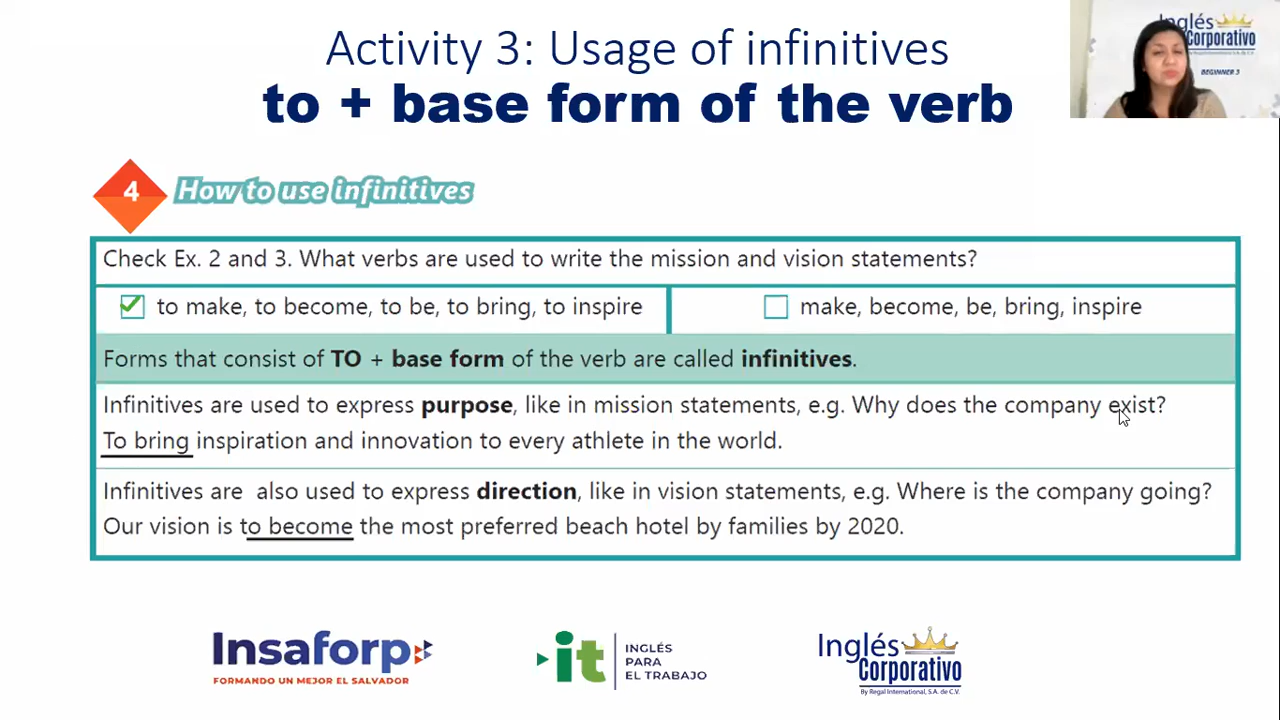 Activity 3: Usage of infinitives
to + base form of the verb
Inglés
Corporativo
By Regal International, S.A. de C.V.
BEGINNER 3
4 How to use infinitives
Check Ex. 2 and 3. What verbs are used to write the mission and vision statements?
to make, to become, to be, to bring, to inspire
make, become, be, bring, inspire
Forms that consist of TO + base form of the verb are called infinitives.
Infinitives are used to express purpose, like in mission statements, e.g. Why does the company exist?
To bring inspiration and innovation to every athlete in the world.
Infinitives are also used to express direction, like in vision statements, e.g. Where is the company going?
Our vision is to become the most preferred beach hotel by families by 2020.
Insaforp
FORMANDO UN MEJOR EL SALVADOR
it
INGLÉS
PARA
EL TRABAJO
Inglés
Corporativo
By Regal International, S.A. de C.V.